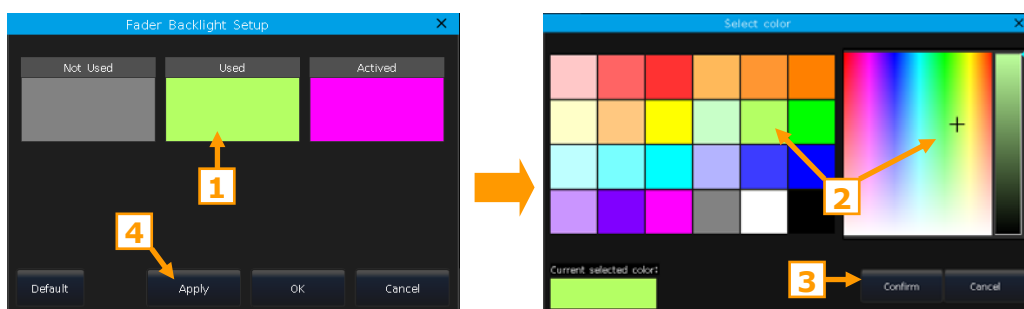 Fader Backlight Setup ×
Not Used Used Actived
1
4
Default Apply OK Cancel
Select color ×
2
Current selected color:
3
Confirm Cancel